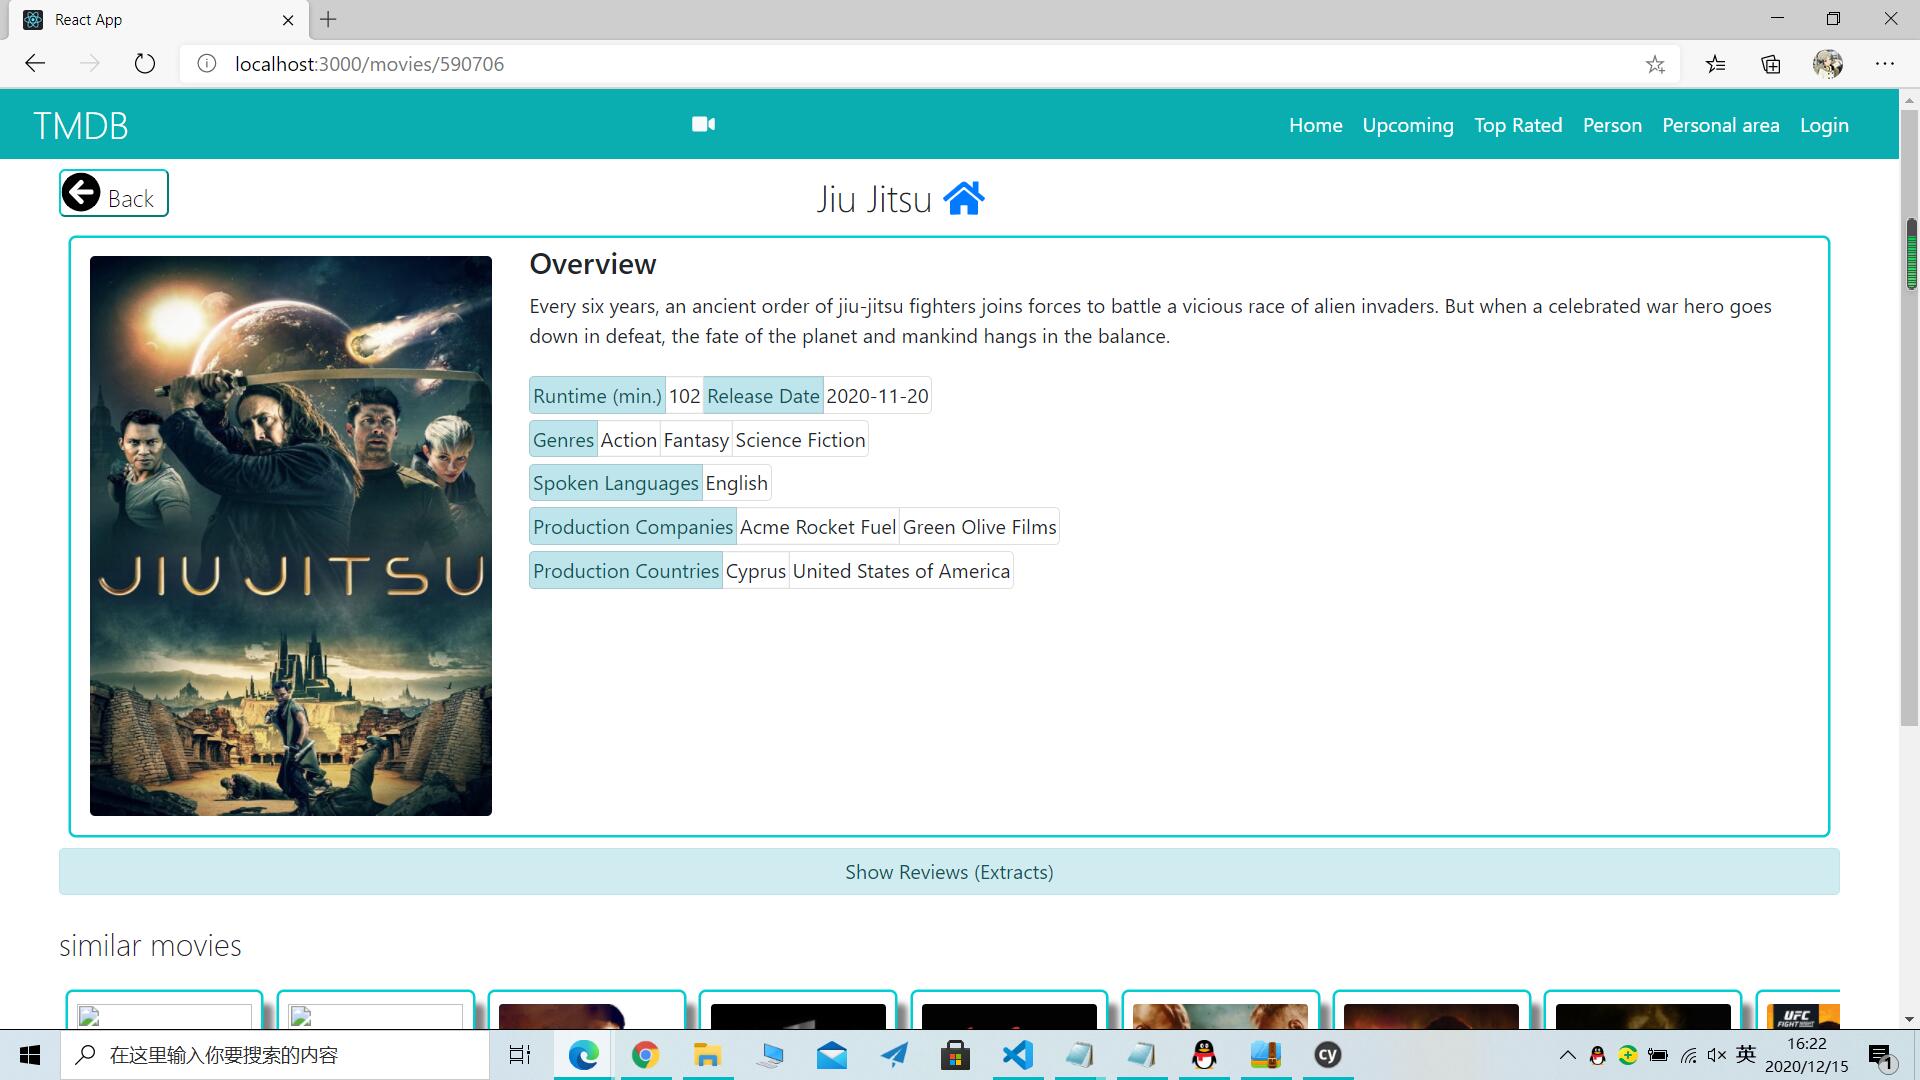 React App
localhost:3000/movies/590706
TMDB
Home Upcoming Top Rated Person Personal area Login
Back
Jiu Jitsu
Overview
Every six years, an ancient order of jiu-jitsu fighters joins forces to battle a vicious race of alien invaders. But when a celebrated war hero goes
down in defeat, the fate of the planet and mankind hangs in the balance.
Runtime (min.) 102 Release Date 2020-11-20
Genres Action Fantasy Science Fiction
Spoken Languages English
Production Companies Acme Rocket Fuel Green Olive Films
Production Countries Cyprus United States of America
JIU JITSU
Show Reviews (Extracts)
similar movies
UFC
FIGHT NIGHT
在这里输入你要搜索的内容
cy
英
16:22
2020/12/15
1